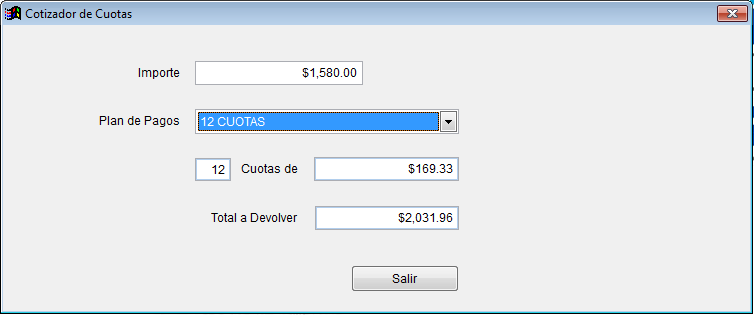 Cotizador de Cuotas
Importe $1,580.00
Plan de Pagos 12 CUOTAS
12 Cuotas de $169.33
Total a Devolver $2,031.96
Salir